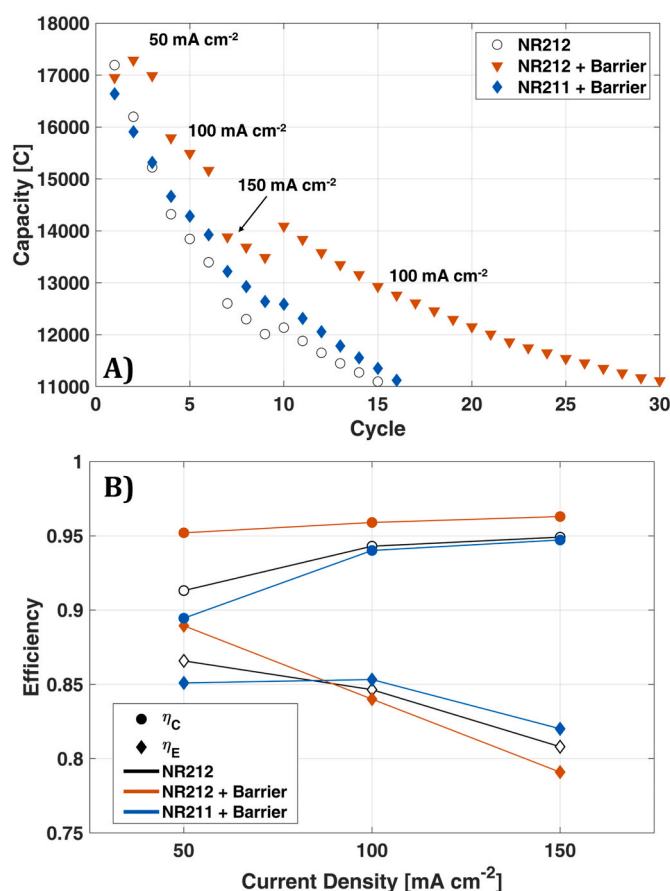 18000
17000
16000
15000
14000
13000
12000
11000
Capacity [C]
50 mA cm⁻²
100 mA cm⁻²
150 mA cm⁻²
100 mA cm⁻²
NR212
NR212 + Barrier
NR211 + Barrier
A)
0 5 10 15 20 25 30
Cycle
B)
1
0.95
0.9
0.85
0.8
0.75
Efficiency
η_C
η_E
NR212
NR212 + Barrier
NR211 + Barrier
50 100 150
Current Density [mA cm⁻²]